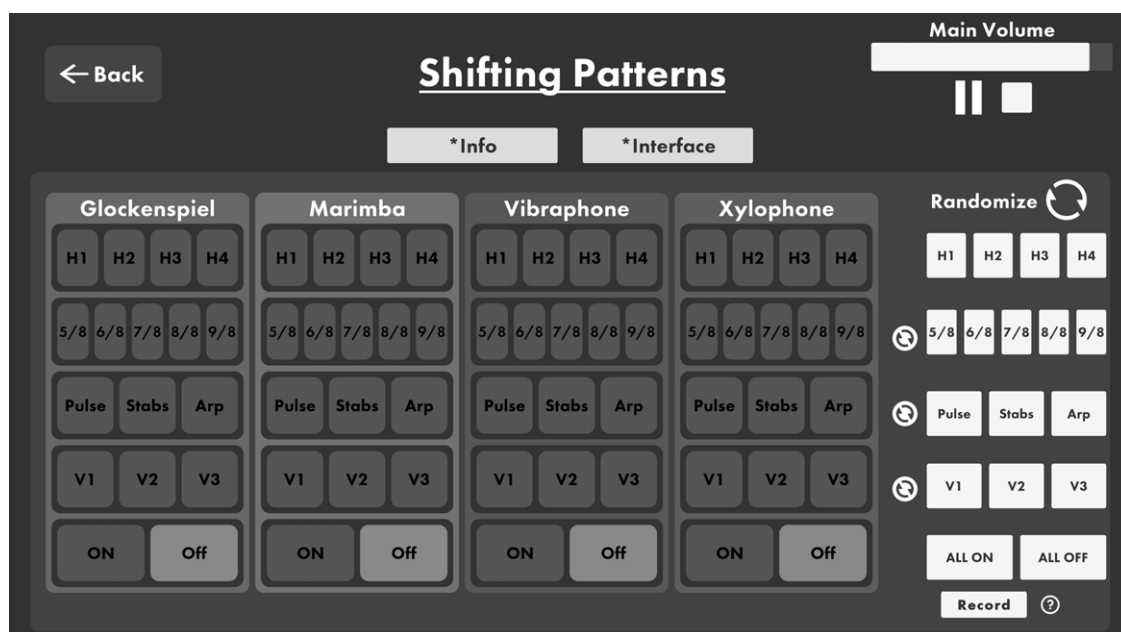 Main Volume
← Back
Shifting Patterns
*Info *Interface
Glockenspiel Marimba Vibraphone Xylophone Randomize
H1 H2 H3 H4 H1 H2 H3 H4 H1 H2 H3 H4 H1 H2 H3 H4 H1 H2 H3 H4
5/8 6/8 7/8 8/8 9/8 5/8 6/8 7/8 8/8 9/8 5/8 6/8 7/8 8/8 9/8 5/8 6/8 7/8 8/8 9/8 5/8 6/8 7/8 8/8 9/8
Pulse Stabs Arp Pulse Stabs Arp Pulse Stabs Arp Pulse Stabs Arp Pulse Stabs Arp
V1 V2 V3 V1 V2 V3 V1 V2 V3 V1 V2 V3 V1 V2 V3
ON Off ON Off ON Off ON Off ALL ON ALL OFF
Record ?